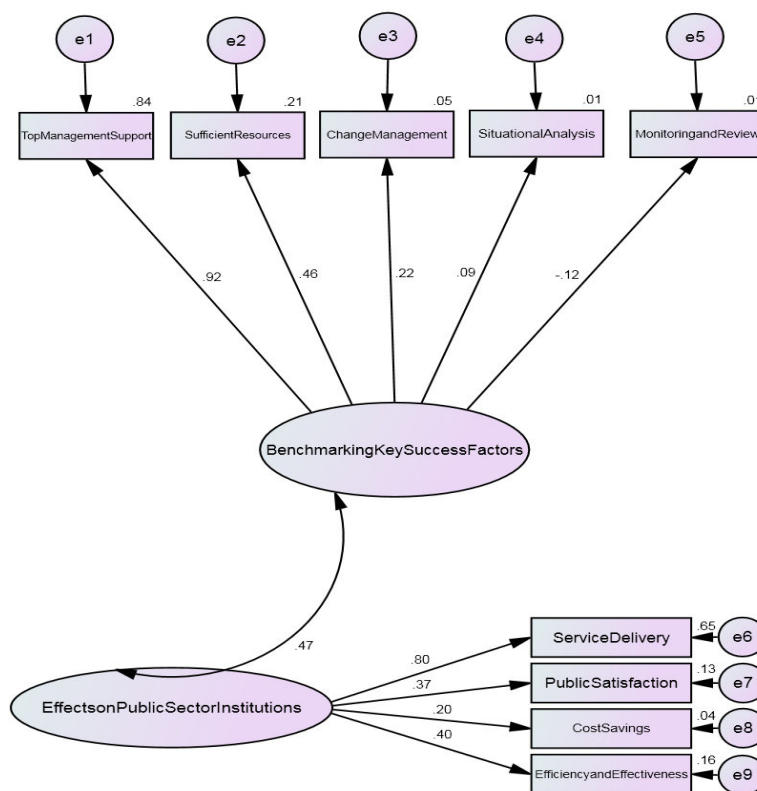 e1
e2
e3
e4
e5
.84
.21
.05
.01
.01
TopManagementSupport
SufficientResources
ChangeManagement
SituationalAnalysis
MonitoringandReview
.92
.46
.22
.09
-.12
BenchmarkingKeySuccessFactors
.47
EffectsonPublicSectorInstitutions
.80
.37
.20
.40
ServiceDelivery
.65
e6
PublicSatisfaction
.13
e7
CostSavings
.04
e8
EfficiencyandEffectiveness
.16
e9